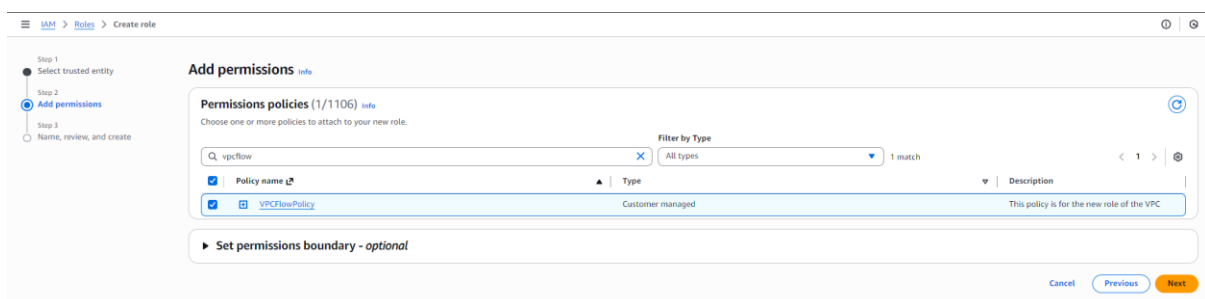 IAM > Roles > Create role
Step 1
Select trusted entity
Step 2
Add permissions
Step 3
Name, review, and create
Add permissions Info
Permissions policies (1/1106) Info
Choose one or more policies to attach to your new role.
Filter by Type
vpcflow
All types
1 match
1
Policy name
Type
Description
VPCFlowPolicy
Customer managed
This policy is for the new role of the VPC
Set permissions boundary - optional
Cancel
Previous
Next